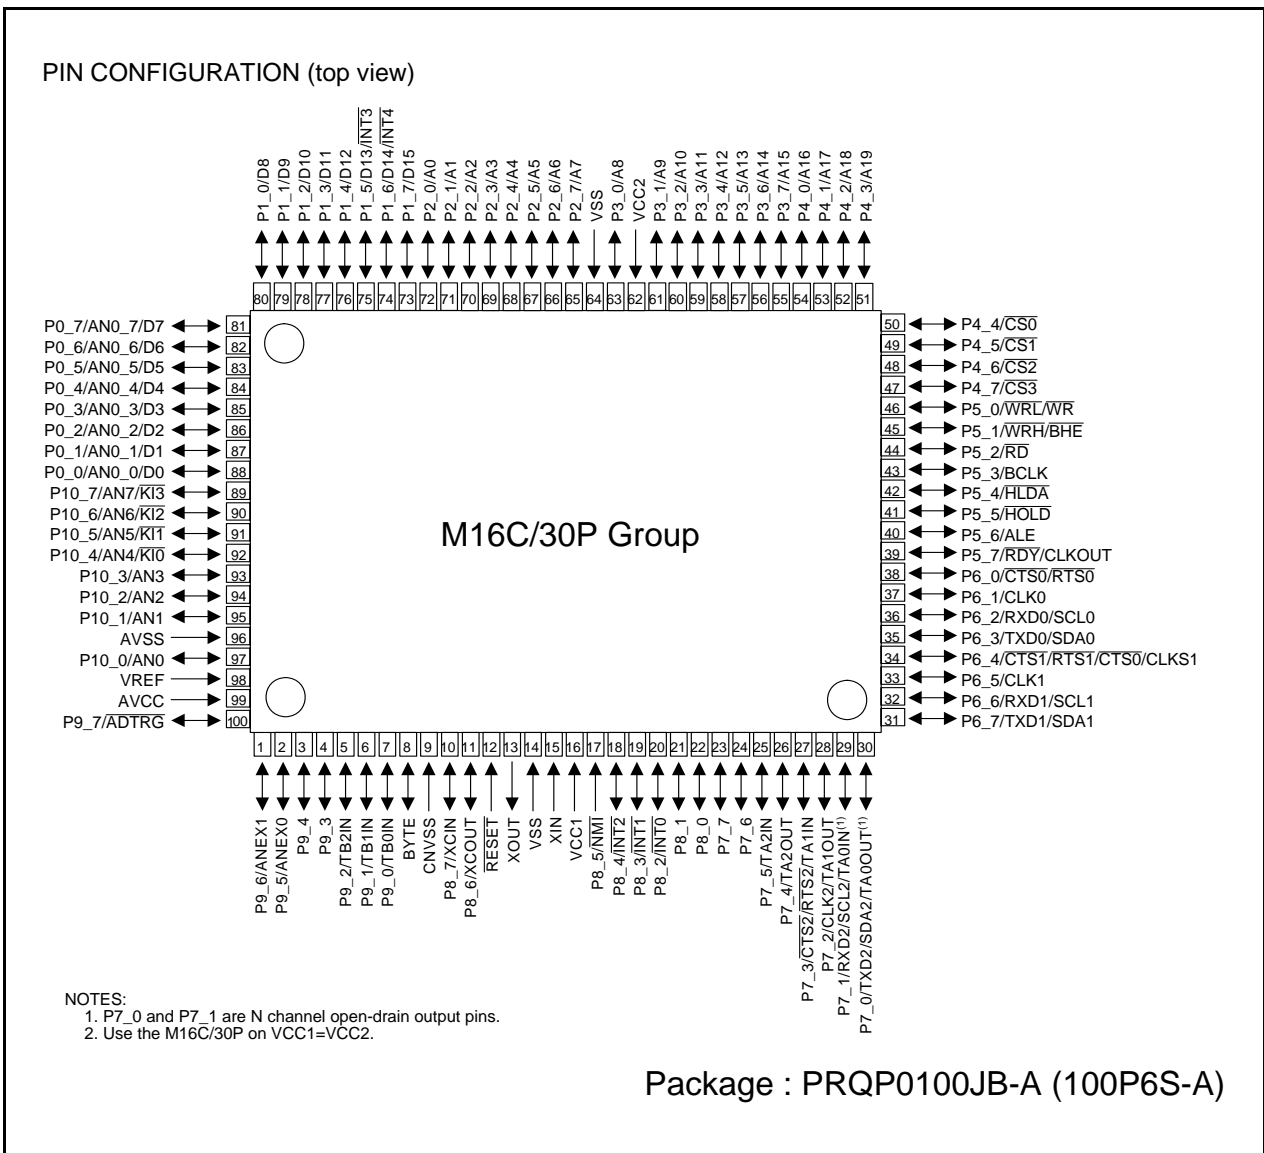 PIN CONFIGURATION (top view)
P1_0/D8
P1_1/D9
P1_2/D10
P1_3/D11
P1_4/D12
P1_5/D13/INT3
P1_6/D14/INT4
P1_7/D15
P2_0/A0
P2_1/A1
P2_2/A2
P2_3/A3
P2_4/A4
P2_5/A5
P2_6/A6
P2_7/A7
VSS
P3_0/A8
VCC2
P3_1/A9
P3_2/A10
P3_3/A11
P3_4/A12
P3_5/A13
P3_6/A14
P3_7/A15
P4_0/A16
P4_1/A17
P4_2/A18
P4_3/A19
80 79 78 77 76 75 74 73 72 71 70 69 68 67 66 65 64 63 62 61 60 59 58 57 56 55 54 53 52 51
P0_7/AN0_7/D7 81
P0_6/AN0_6/D6 82
P0_5/AN0_5/D5 83
P0_4/AN0_4/D4 84
P0_3/AN0_3/D3 85
P0_2/AN0_2/D2 86
P0_1/AN0_1/D1 87
P0_0/AN0_0/D0 88
P10_7/AN7/KI3 89
P10_6/AN6/KI2 90
P10_5/AN5/KI1 91
P10_4/AN4/KI0 92
P10_3/AN3 93
P10_2/AN2 94
P10_1/AN1 95
AVSS 96
P10_0/AN0 97
VREF 98
AVCC 99
P9_7/ADTRG 100
M16C/30P Group
50 P4_4/CS0
49 P4_5/CS1
48 P4_6/CS2
47 P4_7/CS3
46 P5_0/WRL/WR
45 P5_1/WRH/BHE
44 P5_2/RD
43 P5_3/BCLK
42 P5_4/HLDA
41 P5_5/HOLD
40 P5_6/ALE
39 P5_7/RDY/CLKOUT
38 P6_0/CTS0/RTS0
37 P6_1/CLK0
36 P6_2/RXD0/SCL0
35 P6_3/TXD0/SDA0
34 P6_4/CTS1/RTS1/CTS0/CLKS1
33 P6_5/CLK1
32 P6_6/RXD1/SCL1
31 P6_7/TXD1/SDA1
1 2 3 4 5 6 7 8 9 10 11 12 13 14 15 16 17 18 19 20 21 22 23 24 25 26 27 28 29 30
P9_6/ANEX1
P9_5/ANEX0
P9_4
P9_3
P9_2/TB2IN
P9_1/TB1IN
P9_0/TB0IN
BYTE
CNVSS
P8_7/XCIN
P8_6/XCOUT
RESET
XOUT
VSS
XIN
VCC1
P8_5/NMI
P8_4/INT2
P8_3/INT1
P8_2/INT0
P8_1
P8_0
P7_7
P7_6
P7_5/TA2IN
P7_4/TA2OUT
P7_3/CTS2/RTS2/TA1IN
P7_2/CLK2/TA1OUT
P7_1/RXD2/SCL2/TA0IN(1)
P7_0/TXD2/SDA2/TA0OUT(1)
NOTES:
1. P7_0 and P7_1 are N channel open-drain output pins.
2. Use the M16C/30P on VCC1=VCC2.
Package : PRQP0100JB-A (100P6S-A)